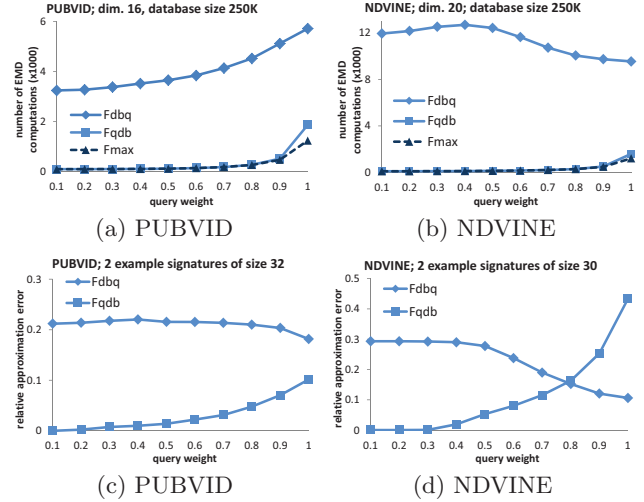 PUBVID; dim. 16, database size 250K
number of EMD
computations (x1000)
6
4
2
0
Fdbq
Fqdb
Fmax
0.1 0.2 0.3 0.4 0.5 0.6 0.7 0.8 0.9 1
query weight
(a) PUBVID
NDVINE; dim. 20; database size 250K
number of EMD
computations (x1000)
12
9
6
3
0
Fdbq
Fqdb
Fmax
0.1 0.2 0.3 0.4 0.5 0.6 0.7 0.8 0.9 1
query weight
(b) NDVINE
PUBVID; 2 example signatures of size 32
relative approximation error
0.3
0.2
0.1
0
Fdbq
Fqdb
0.1 0.2 0.3 0.4 0.5 0.6 0.7 0.8 0.9 1
query weight
(c) PUBVID
NDVINE; 2 example signatures of size 30
relative approximation error
0.5
0.4
0.3
0.2
0.1
0
Fdbq
Fqdb
0.1 0.2 0.3 0.4 0.5 0.6 0.7 0.8 0.9 1
query weight
(d) NDVINE